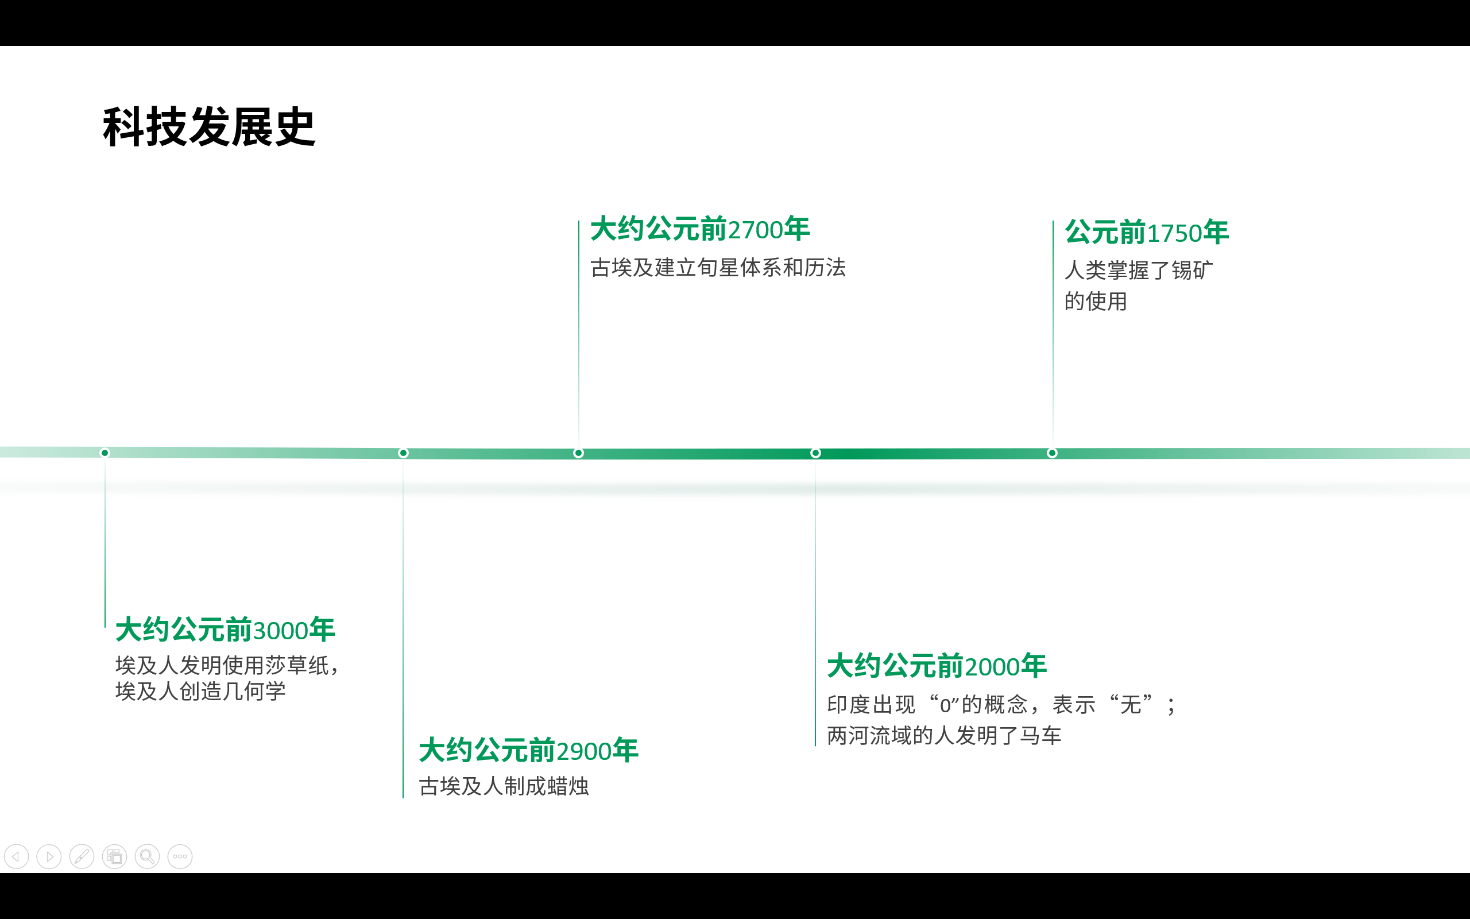 科技发展史
大约公元前2700年
古埃及建立旬星体系和历法
公元前1750年
人类掌握了锡矿
的使用
大约公元前3000年
埃及人发明使用莎草纸，
埃及人创造几何学
大约公元前2900年
古埃及人制成蜡烛
大约公元前2000年
印度出现“0”的概念，表示“无”；
两河流域的人发明了马车